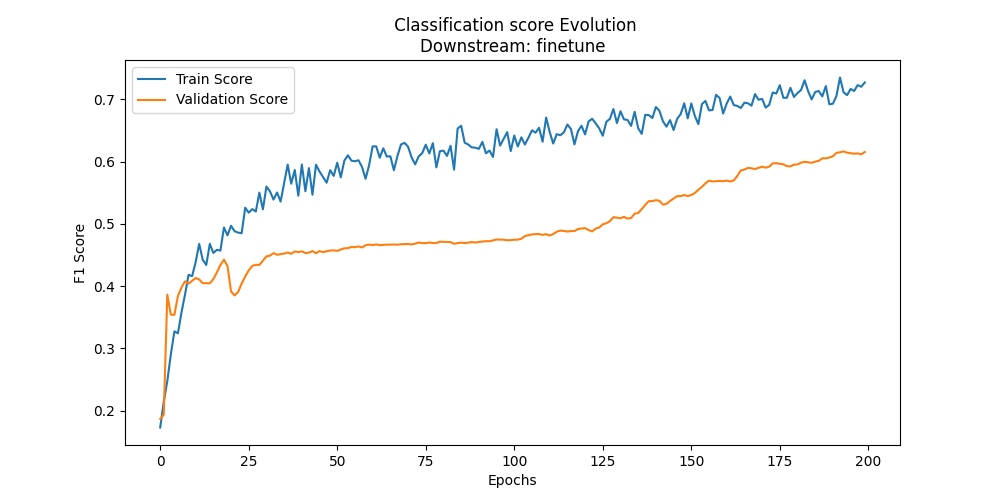 Classification score Evolution
Downstream: finetune
Train Score
Validation Score
F1 Score
0.7
0.6
0.5
0.4
0.3
0.2
0 25 50 75 100 125 150 175 200
Epochs